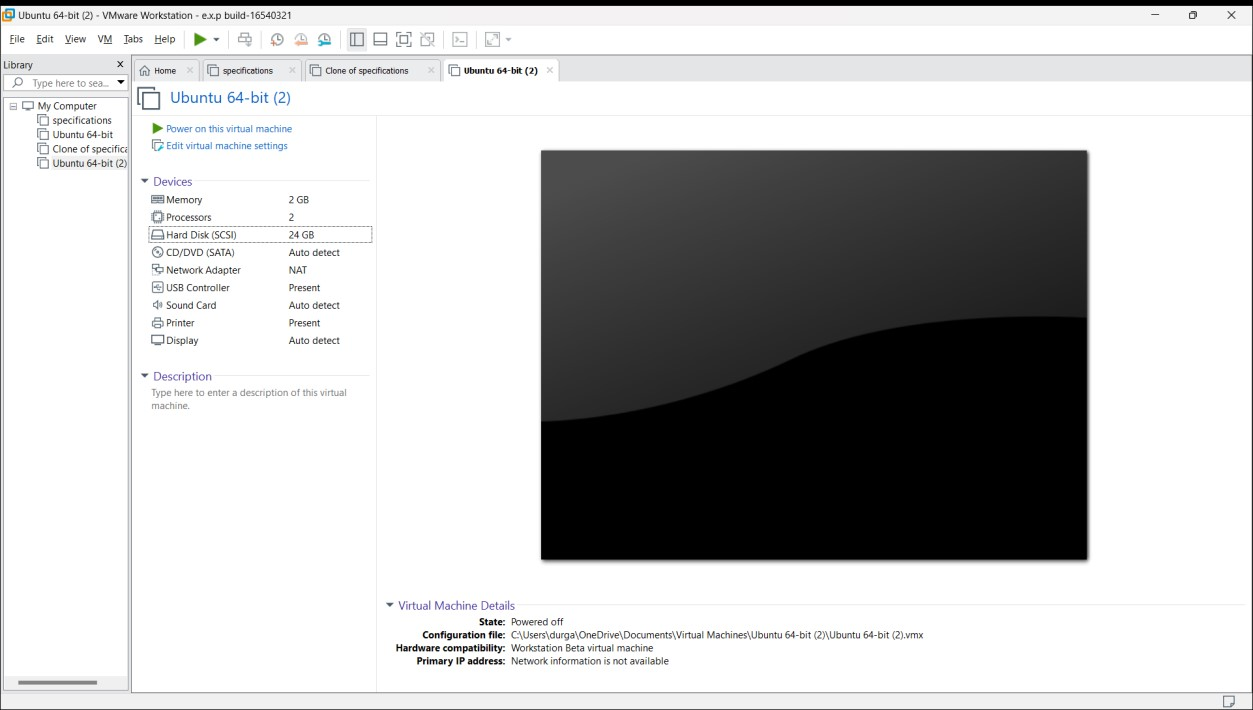 Ubuntu 64-bit (2) - VMware Workstation - e.x.p build-16540321
File Edit View VM Tabs Help
Library x
Home × specifications × Clone of specifications × Ubuntu 64-bit (2) ×
Type here to sea...
Ubuntu 64-bit (2)
My Computer
specifications
Ubuntu 64-bit
Clone of specifica
Ubuntu 64-bit (2)
Power on this virtual machine
Edit virtual machine settings
Devices
Memory 2 GB
Processors 2
Hard Disk (SCSI) 24 GB
CD/DVD (SATA) Auto detect
Network Adapter NAT
USB Controller Present
Sound Card Auto detect
Printer Present
Display Auto detect
Description
Type here to enter a description of this virtual
machine.
Virtual Machine Details
State: Powered off
Configuration file: C:\Users\durga\OneDrive\Documents\Virtual Machines\Ubuntu 64-bit (2)\Ubuntu 64-bit (2).vmx
Hardware compatibility: Workstation Beta virtual machine
Primary IP address: Network information is not available